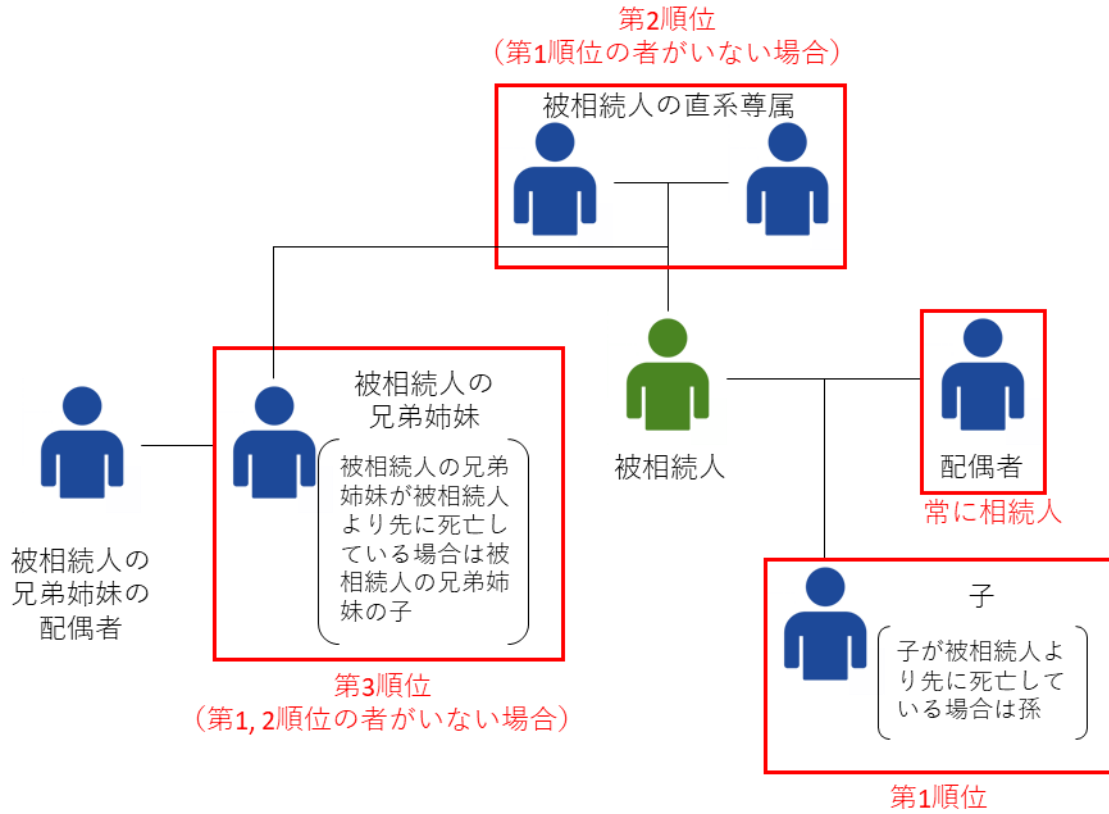 第2順位
（第1順位の者がいない場合）
被相続人の直系尊属
被相続人の
兄弟姉妹
被相続人の兄弟
姉妹が被相続人
より先に死亡し
ている場合は被
相続人の兄弟姉
妹の子
被相続人
配偶者
常に相続人
被相続人の
兄弟姉妹の
配偶者
子
子が被相続人よ
り先に死亡して
いる場合は孫
第3順位
（第1, 2順位の者がいない場合）
第1順位